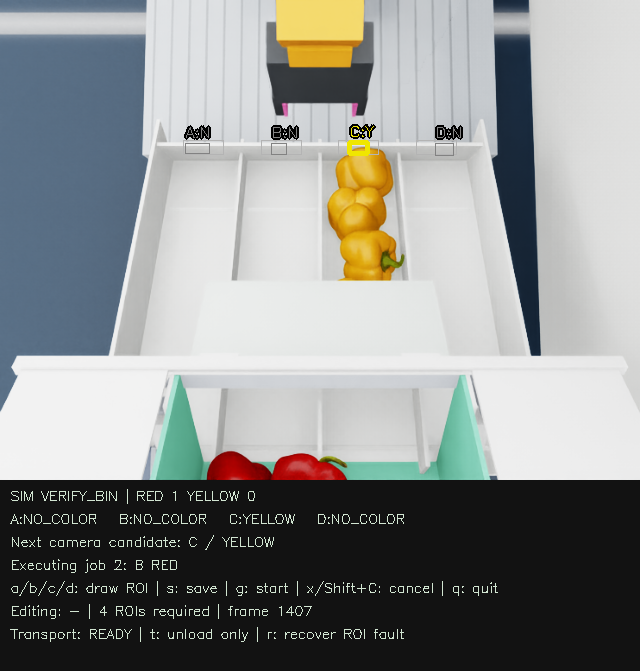 A:N B:N C:Y D:N
SIM VERIFY_BIN | RED 1 YELLOW 0
A:NO_COLOR B:NO_COLOR C:YELLOW D:NO_COLOR
Next camera candidate: C / YELLOW
Executing job 2: B RED
a/b/c/d: draw ROI | s: save | g: start | x/Shift+C: cancel | q: quit
Editing: – | 4 ROIs required | frame 1407
Transport: READY | t: unload only | r: recover ROI fault